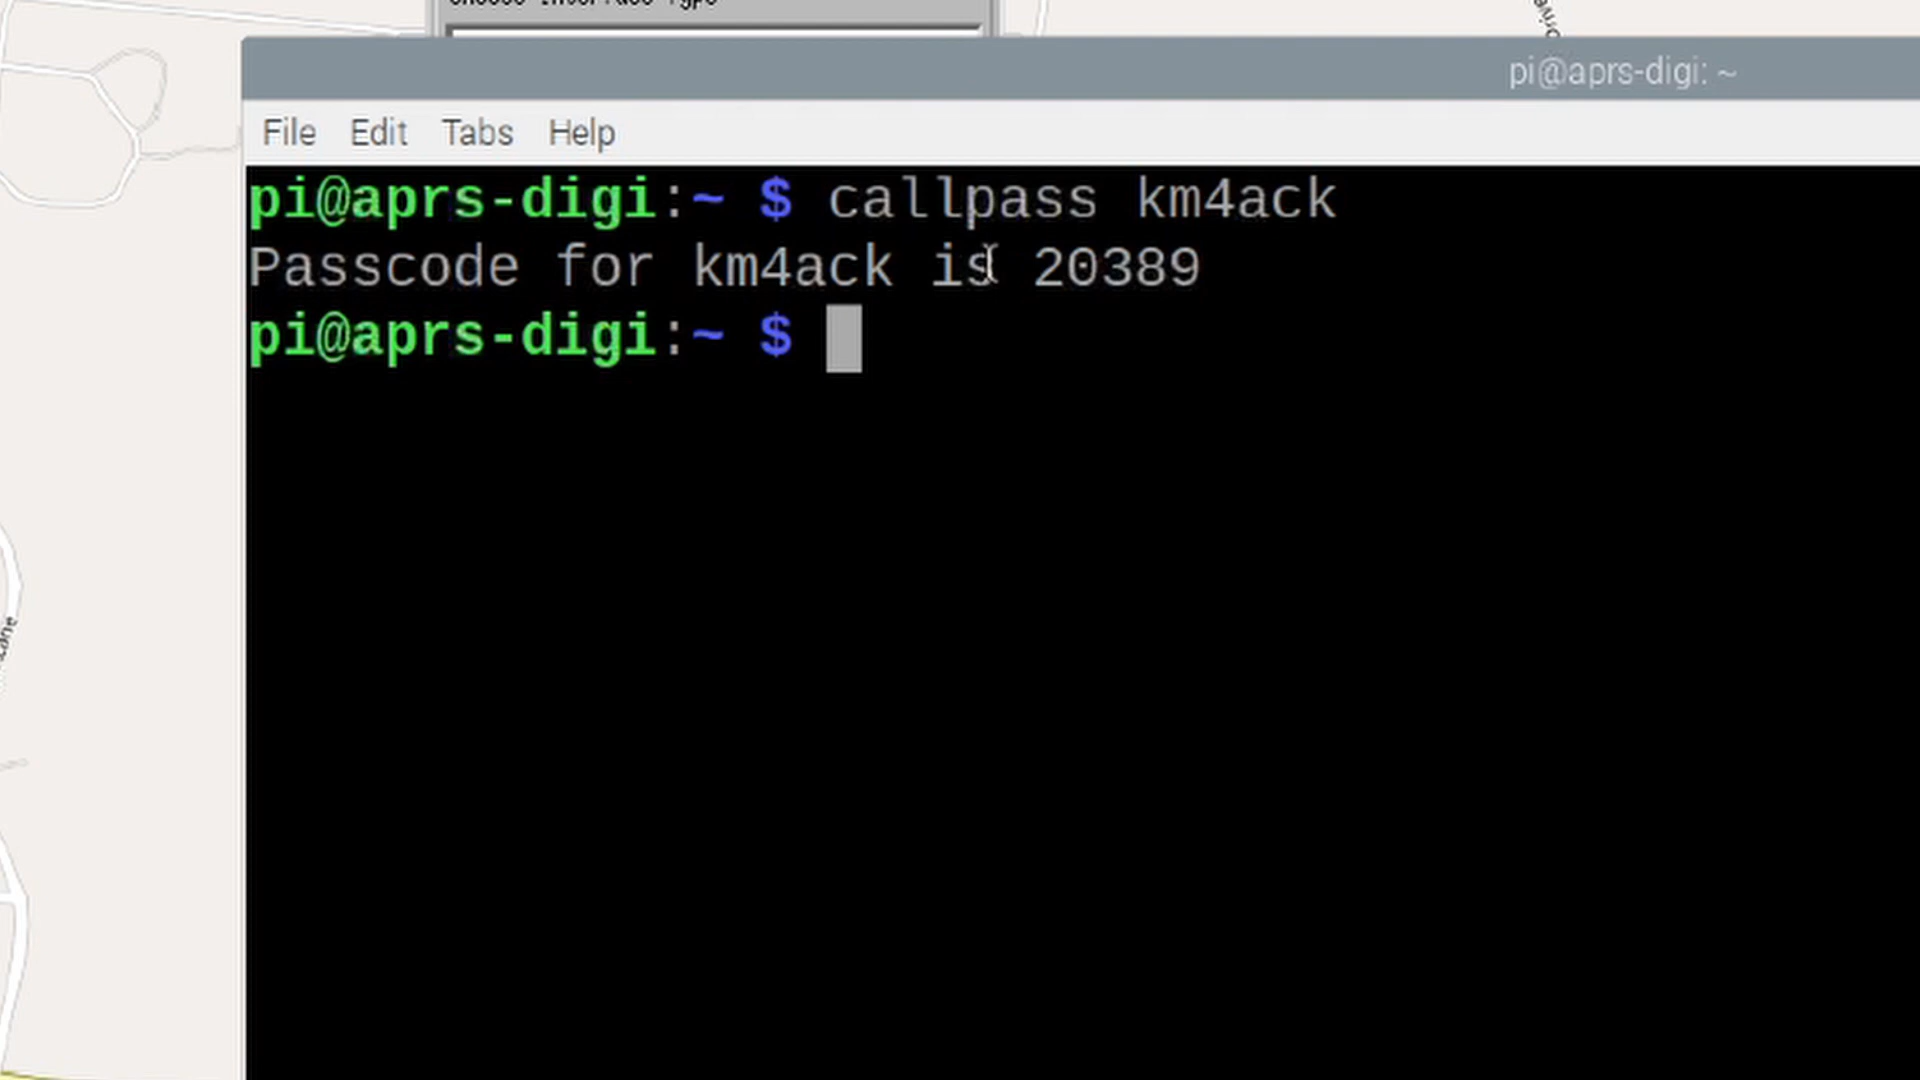 pi@aprs-digi: ~
File Edit Tabs Help
pi@aprs-digi:~ $ callpass km4ack
Passcode for km4ack is 20389
pi@aprs-digi:~ $